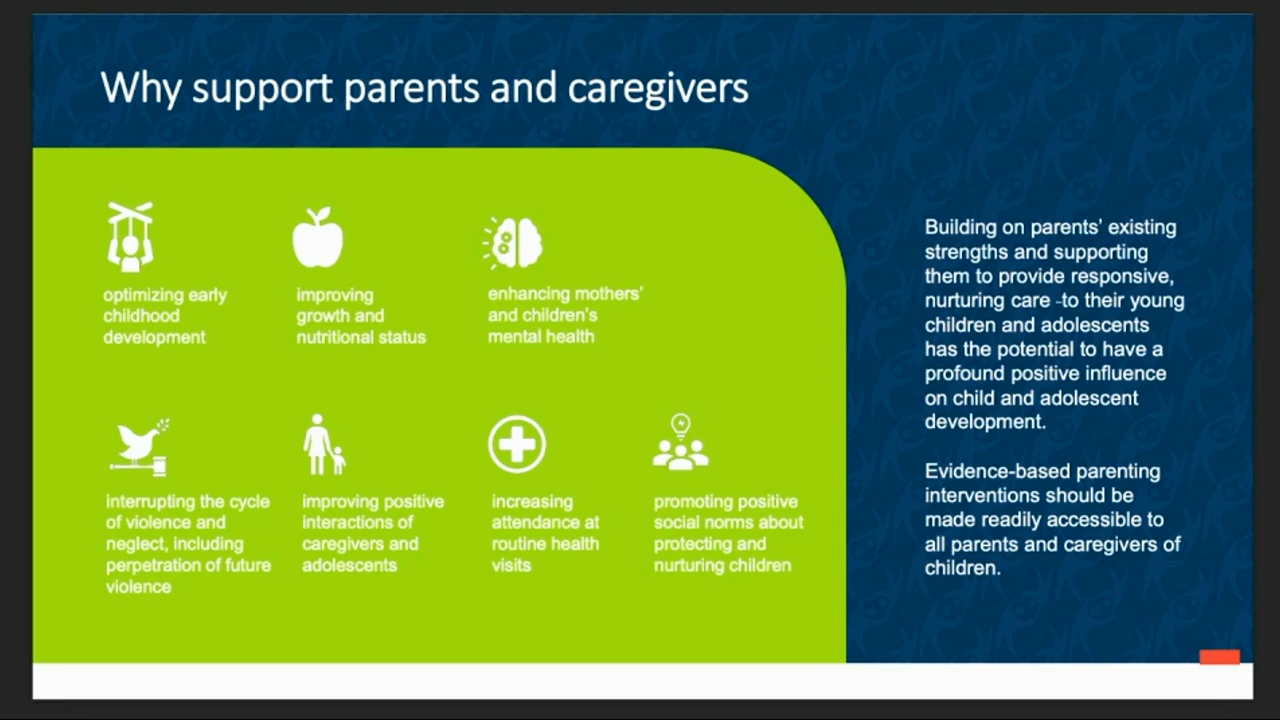 Why support parents and caregivers
optimizing early
childhood
development
improving
growth and
nutritional status
enhancing mothers’
and children’s
mental health
interrupting the cycle
of violence and
neglect, including
perpetration of future
violence
improving positive
interactions of
caregivers and
adolescents
increasing
attendance at
routine health
visits
promoting positive
social norms about
protecting and
nurturing children
Building on parents’ existing
strengths and supporting
them to provide responsive,
nurturing care -to their young
children and adolescents
has the potential to have a
profound positive influence
on child and adolescent
development.
Evidence-based parenting
interventions should be
made readily accessible to
all parents and caregivers of
children.